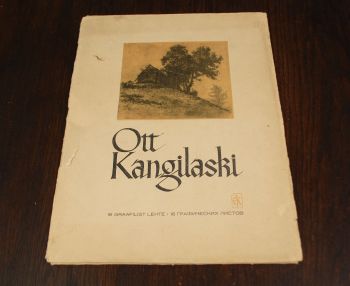 Ott
Kangilaski
16 GRAAFILIST LEHTE • 16 ГРАФИЧЕСКИХ ЛИСТОВ